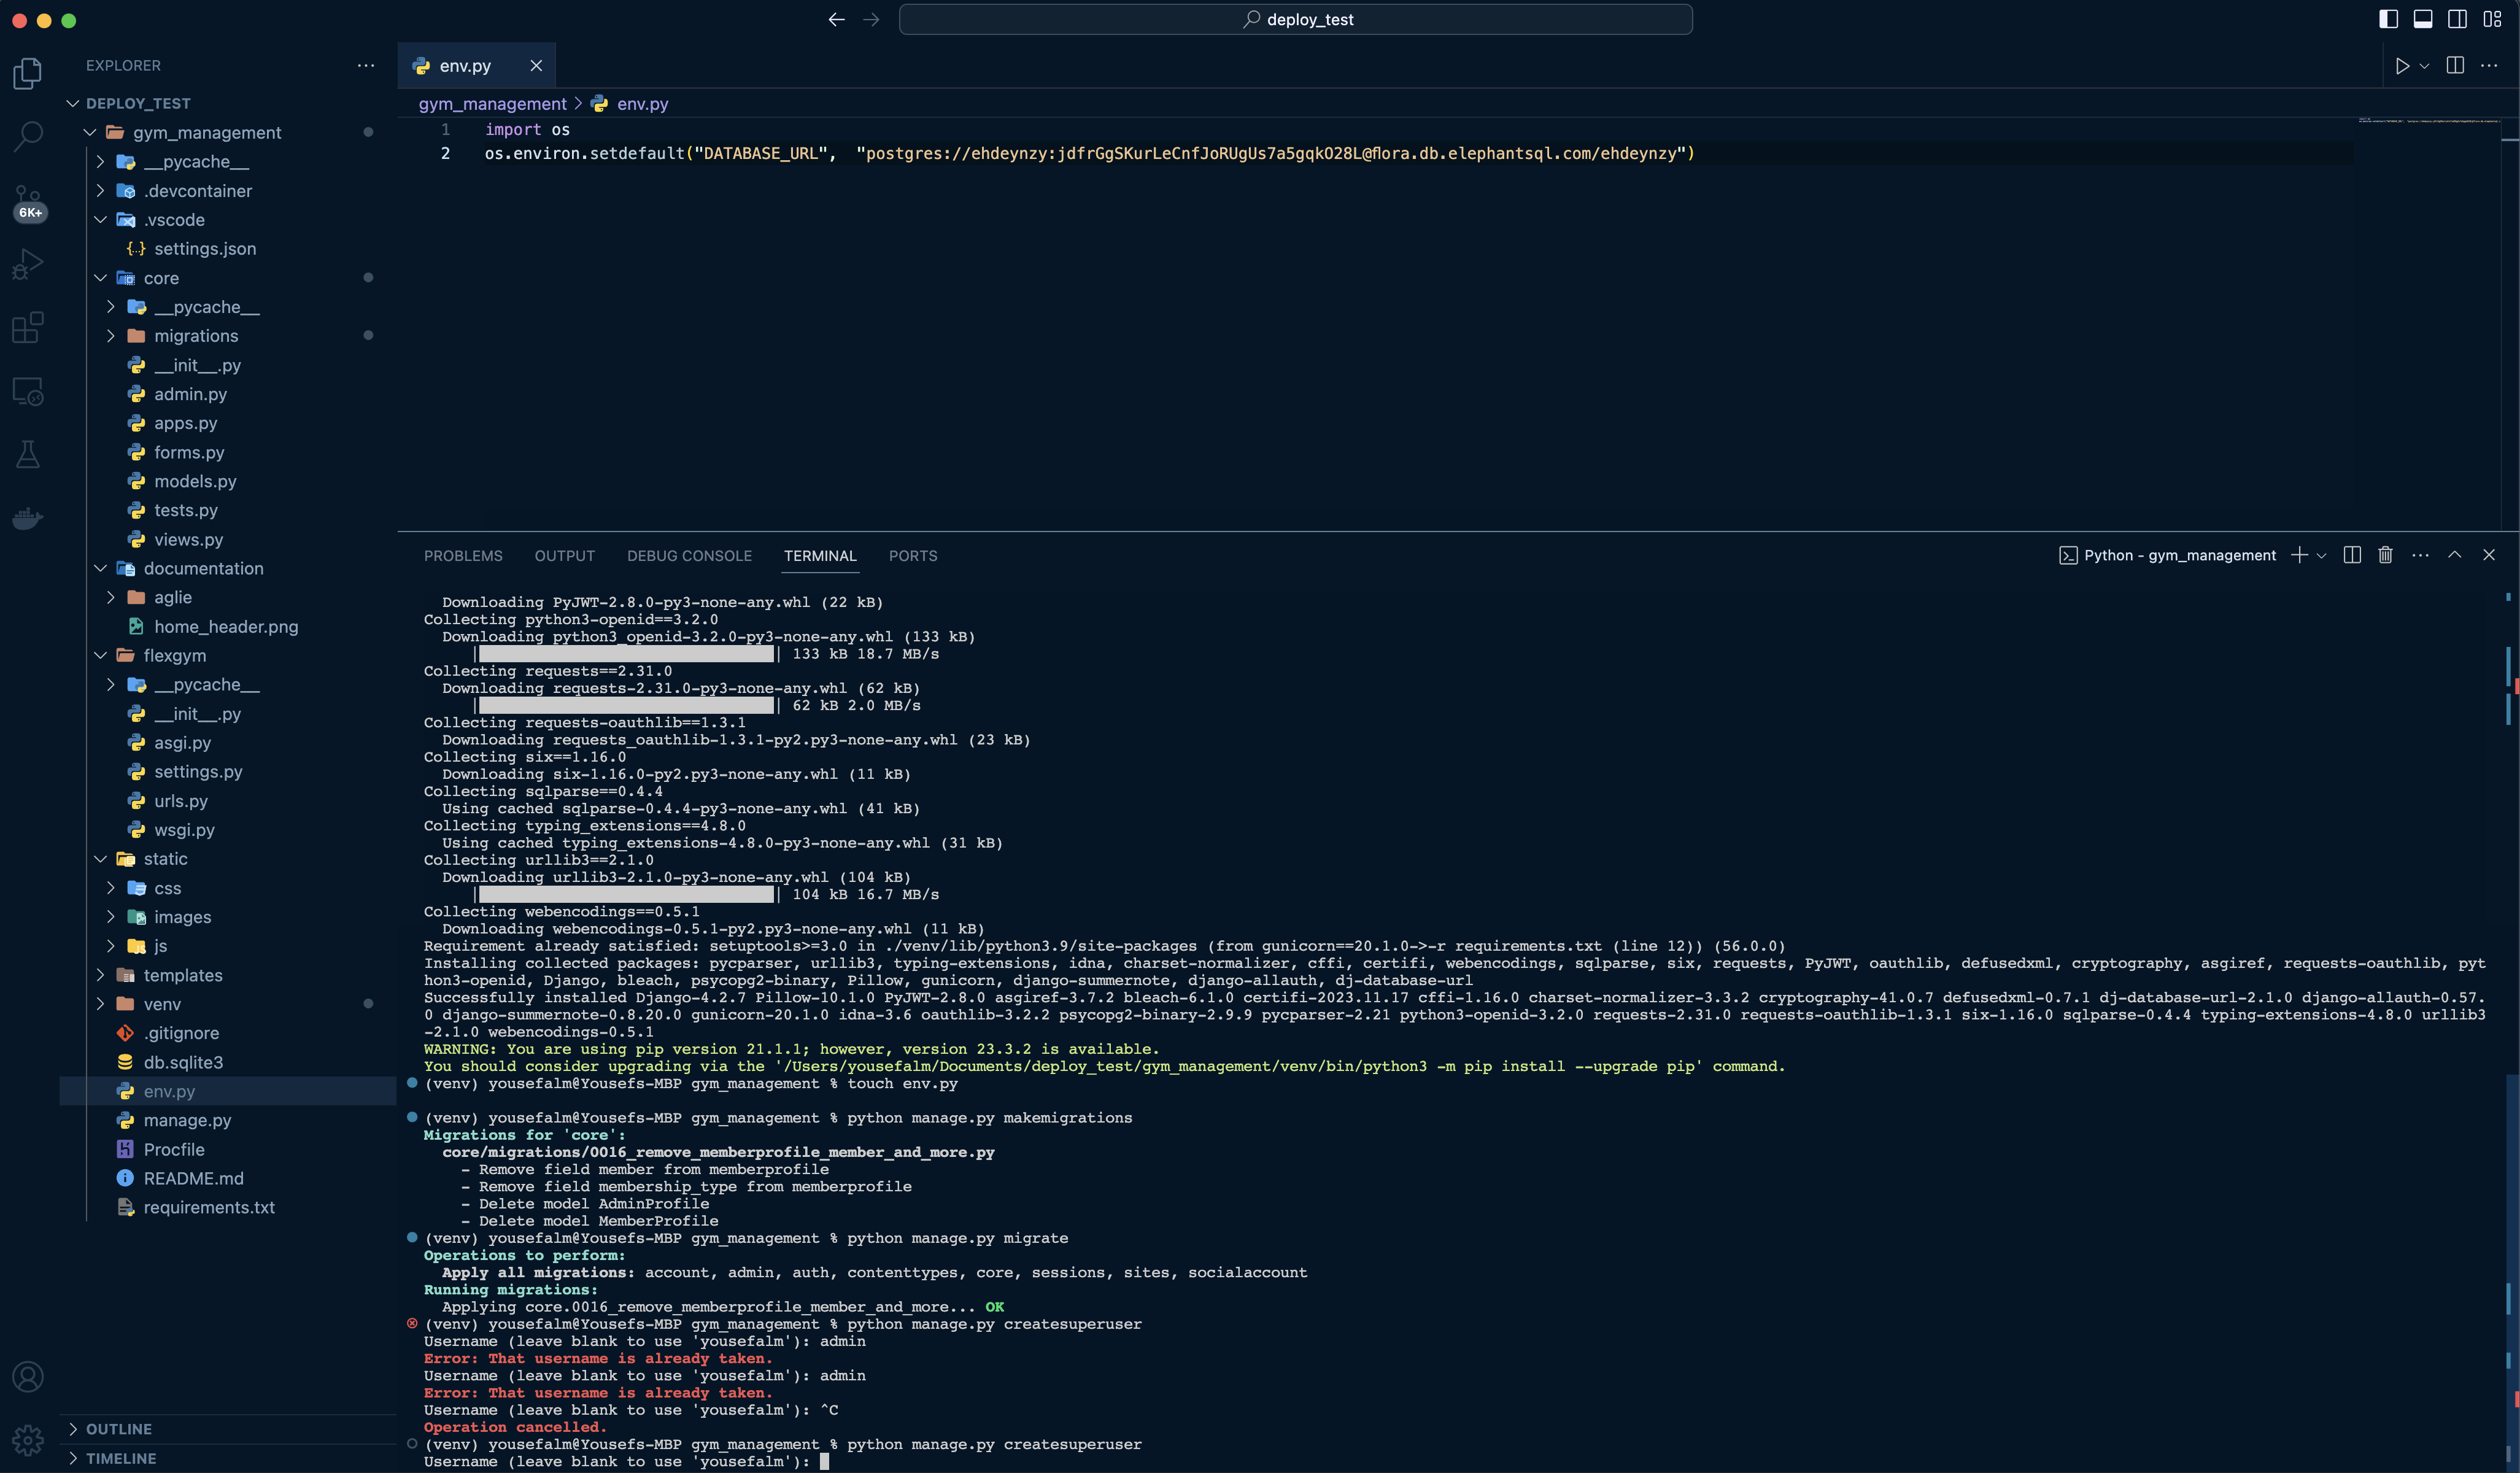 deploy_test
EXPLORER
DEPLOY_TEST
gym_management
__pycache__
.devcontainer
.vscode
settings.json
core
__pycache__
migrations
__init__.py
admin.py
apps.py
forms.py
models.py
tests.py
views.py
documentation
aglie
home_header.png
flexgym
__pycache__
__init__.py
asgi.py
settings.py
urls.py
wsgi.py
static
css
images
js
templates
venv
.gitignore
db.sqlite3
env.py
manage.py
Procfile
README.md
requirements.txt
OUTLINE
TIMELINE
6K+
env.py
gym_management > env.py
1 import os
2 os.environ.setdefault("DATABASE_URL", "postgres://ehdeynzy:jdfrGgSKurLeCnfJoRUgUs7a5gqkO28L@flora.db.elephantsql.com/ehdeynzy")
PROBLEMS OUTPUT DEBUG CONSOLE TERMINAL PORTS
Python - gym_management
Downloading PyJWT-2.8.0-py3-none-any.whl (22 kB)
Collecting python3-openid==3.2.0
Downloading python3_openid-3.2.0-py3-none-any.whl (133 kB)
| | 133 kB 18.7 MB/s
Collecting requests==2.31.0
Downloading requests-2.31.0-py3-none-any.whl (62 kB)
| | 62 kB 2.0 MB/s
Collecting requests-oauthlib==1.3.1
Downloading requests_oauthlib-1.3.1-py2.py3-none-any.whl (23 kB)
Collecting six==1.16.0
Downloading six-1.16.0-py2.py3-none-any.whl (11 kB)
Collecting sqlparse==0.4.4
Using cached sqlparse-0.4.4-py3-none-any.whl (41 kB)
Collecting typing_extensions==4.8.0
Using cached typing_extensions-4.8.0-py3-none-any.whl (31 kB)
Collecting urllib3==2.1.0
Downloading urllib3-2.1.0-py3-none-any.whl (104 kB)
| | 104 kB 16.7 MB/s
Collecting webencodings==0.5.1
Downloading webencodings-0.5.1-py2.py3-none-any.whl (11 kB)
Requirement already satisfied: setuptools>=3.0 in ./venv/lib/python3.9/site-packages (from gunicorn==20.1.0->-r requirements.txt (line 12)) (56.0.0)
Installing collected packages: pycparser, urllib3, typing-extensions, idna, charset-normalizer, cffi, certifi, webencodings, sqlparse, six, requests, PyJWT, oauthlib, defusedxml, cryptography, asgiref, requests-oauthlib, pyt
hon3-openid, Django, bleach, psycopg2-binary, Pillow, gunicorn, django-summernote, django-allauth, dj-database-url
Successfully installed Django-4.2.7 Pillow-10.1.0 PyJWT-2.8.0 asgiref-3.7.2 bleach-6.1.0 certifi-2023.11.17 cffi-1.16.0 charset-normalizer-3.3.2 cryptography-41.0.7 defusedxml-0.7.1 dj-database-url-2.1.0 django-allauth-0.57.
0 django-summernote-0.8.20.0 gunicorn-20.1.0 idna-3.6 oauthlib-3.2.2 psycopg2-binary-2.9.9 pycparser-2.21 python3-openid-3.2.0 requests-2.31.0 requests-oauthlib-1.3.1 six-1.16.0 sqlparse-0.4.4 typing-extensions-4.8.0 urllib3
-2.1.0 webencodings-0.5.1
WARNING: You are using pip version 21.1.1; however, version 23.3.2 is available.
You should consider upgrading via the '/Users/yousefalm/Documents/deploy_test/gym_management/venv/bin/python3 -m pip install --upgrade pip' command.
(venv) yousefalm@Yousefs-MBP gym_management % touch env.py
(venv) yousefalm@Yousefs-MBP gym_management % python manage.py makemigrations
Migrations for 'core':
core/migrations/0016_remove_memberprofile_member_and_more.py
- Remove field member from memberprofile
- Remove field membership_type from memberprofile
- Delete model AdminProfile
- Delete model MemberProfile
(venv) yousefalm@Yousefs-MBP gym_management % python manage.py migrate
Operations to perform:
Apply all migrations: account, admin, auth, contenttypes, core, sessions, sites, socialaccount
Running migrations:
Applying core.0016_remove_memberprofile_member_and_more... OK
(venv) yousefalm@Yousefs-MBP gym_management % python manage.py createsuperuser
Username (leave blank to use 'yousefalm'): admin
Error: That username is already taken.
Username (leave blank to use 'yousefalm'): admin
Error: That username is already taken.
Username (leave blank to use 'yousefalm'): ^C
Operation cancelled.
(venv) yousefalm@Yousefs-MBP gym_management % python manage.py createsuperuser
Username (leave blank to use 'yousefalm'):